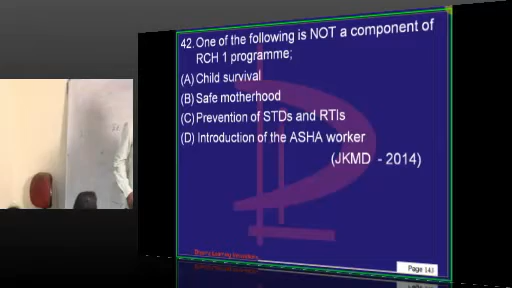 42. One of the following is NOT a component of
RCH 1 programme;
(A) Child survival
(B) Safe motherhood
(C) Prevention of STDs and RTIs
(D) Introduction of the ASHA worker
(JKMD - 2014)
Page 141